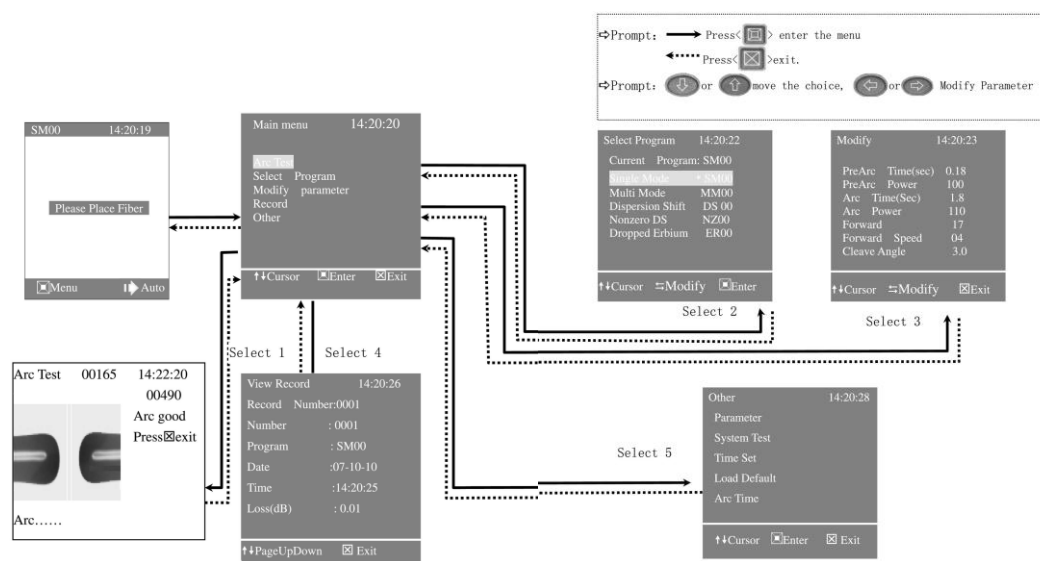 ⇨Prompt: Press<▣> enter the menu
Press<☒>exit.
⇨Prompt: ⇩ or ⇧ move the choice, ⇦ or ⇨ Modify Parameter
SM00 14:20:19
Please Place Fiber
▣Menu Auto
Main menu 14:20:20
Arc Test
Select Program
Modify parameter
Record
Other
↑↓Cursor ▣Enter ☒Exit
Select Program 14:20:22
Current Program: SM00
Single Mode * SM00
Multi Mode MM00
Dispersion Shift DS 00
Nonzero DS NZ00
Dropped Erbium ER00
↑↓Cursor ⇆Modify ▣Enter
Modify 14:20:23
PreArc Time(sec) 0.18
PreArc Power 100
Arc Time(Sec) 1.8
Arc Power 110
Forward 17
Forward Speed 04
Cleave Angle 3.0
↑↓Cursor ⇆Modify ☒Exit
Select 2
Select 3
Select 1
Select 4
Arc Test 00165 14:22:20
00490
Arc good
Press☒exit
Arc……
View Record 14:20:26
Record Number:0001
Number : 0001
Program : SM00
Date :07-10-10
Time :14:20:25
Loss(dB) : 0.01
↑↓PageUpDown ☒ Exit
Select 5
Other 14:20:28
Parameter
System Test
Time Set
Load Default
Arc Time
↑↓Cursor ▣Enter ☒ Exit